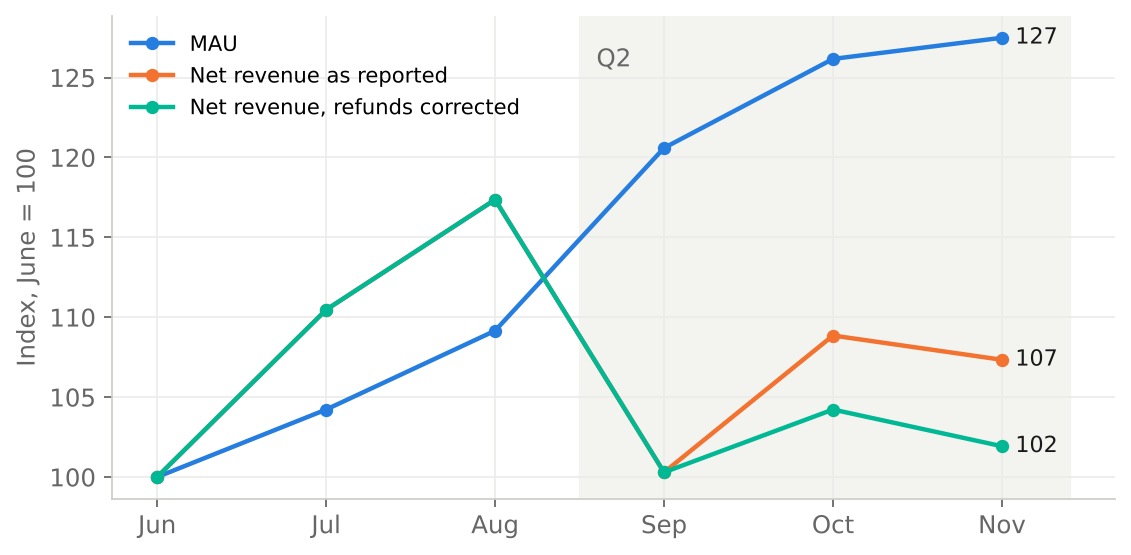 MAU
Net revenue as reported
Net revenue, refunds corrected
Q2
127
107
102
Index, June = 100
125
120
115
110
105
100
Jun Jul Aug Sep Oct Nov